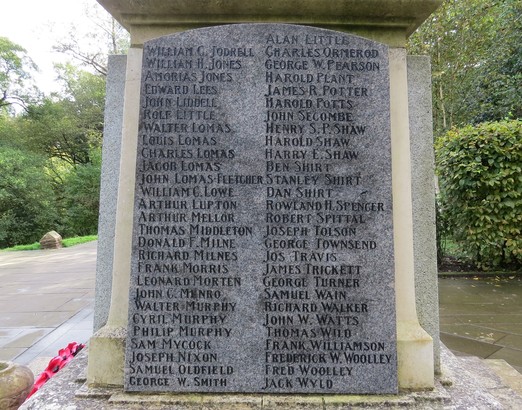 WILLIAM G. JODRELL
WILLIAM H. JONES
AMORIAS JONES
EDWARD LEES
JOHN LIDDELL
ROLF LITTLE
WALTER LOMAS
LOUIS LOMAS
CHARLES LOMAS
JACOB LOMAS
JOHN LOMAS-FLETCHER
WILLIAM C. LOWE
ARTHUR LUPTON
ARTHUR MELLOR
THOMAS MIDDLETON
DONALD F. MILNE
RICHARD MILNES
FRANK MORRIS
LEONARD MORTEN
JOHN C. MUNRO
WALTER MURPHY
CYRIL MURPHY
PHILIP MURPHY
SAM MYCOCK
JOSEPH NIXON
SAMUEL OLDFIELD
GEORGE W. SMITH
ALAN LITTLE
CHARLES ORMEROD
GEORGE W. PEARSON
HAROLD PLANT
JAMES R. POTTER
HAROLD POTTS
JOHN SECOMBE
HENRY S. P. SHAW
HAROLD SHAW
HARRY E. SHAW
BEN SHIRT
STANLEY SHIRT
DAN SHIRT
ROWLAND H. SPENCER
ROBERT SPITTAL
JOSEPH TOLSON
GEORGE TOWNSEND
JOS TRAVIS
JAMES TRICKETT
GEORGE TURNER
SAMUEL WAIN
RICHARD WALKER
JOHN W. WATTS
THOMAS WILD
FRANK WILLIAMSON
FREDERICK W. WOOLLEY
FRED WOOLLEY
JACK WYLD